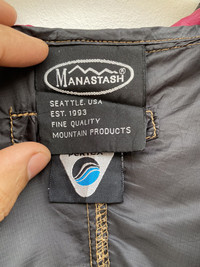 MANASTASH
SEATTLE. USA
EST. 1993
FINE QUALITY
MOUNTAIN PRODUCTS